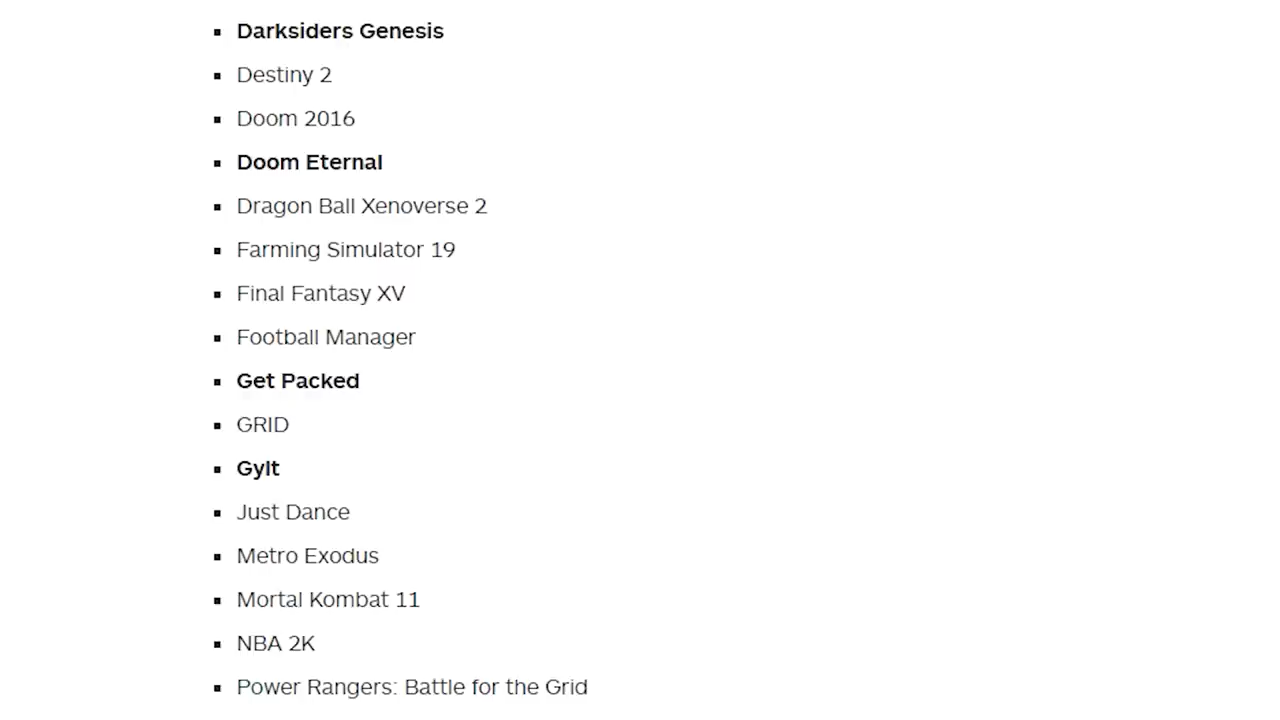 Darksiders Genesis
Destiny 2
Doom 2016
Doom Eternal
Dragon Ball Xenoverse 2
Farming Simulator 19
Final Fantasy XV
Football Manager
Get Packed
GRID
Gylt
Just Dance
Metro Exodus
Mortal Kombat 11
NBA 2K
Power Rangers: Battle for the Grid